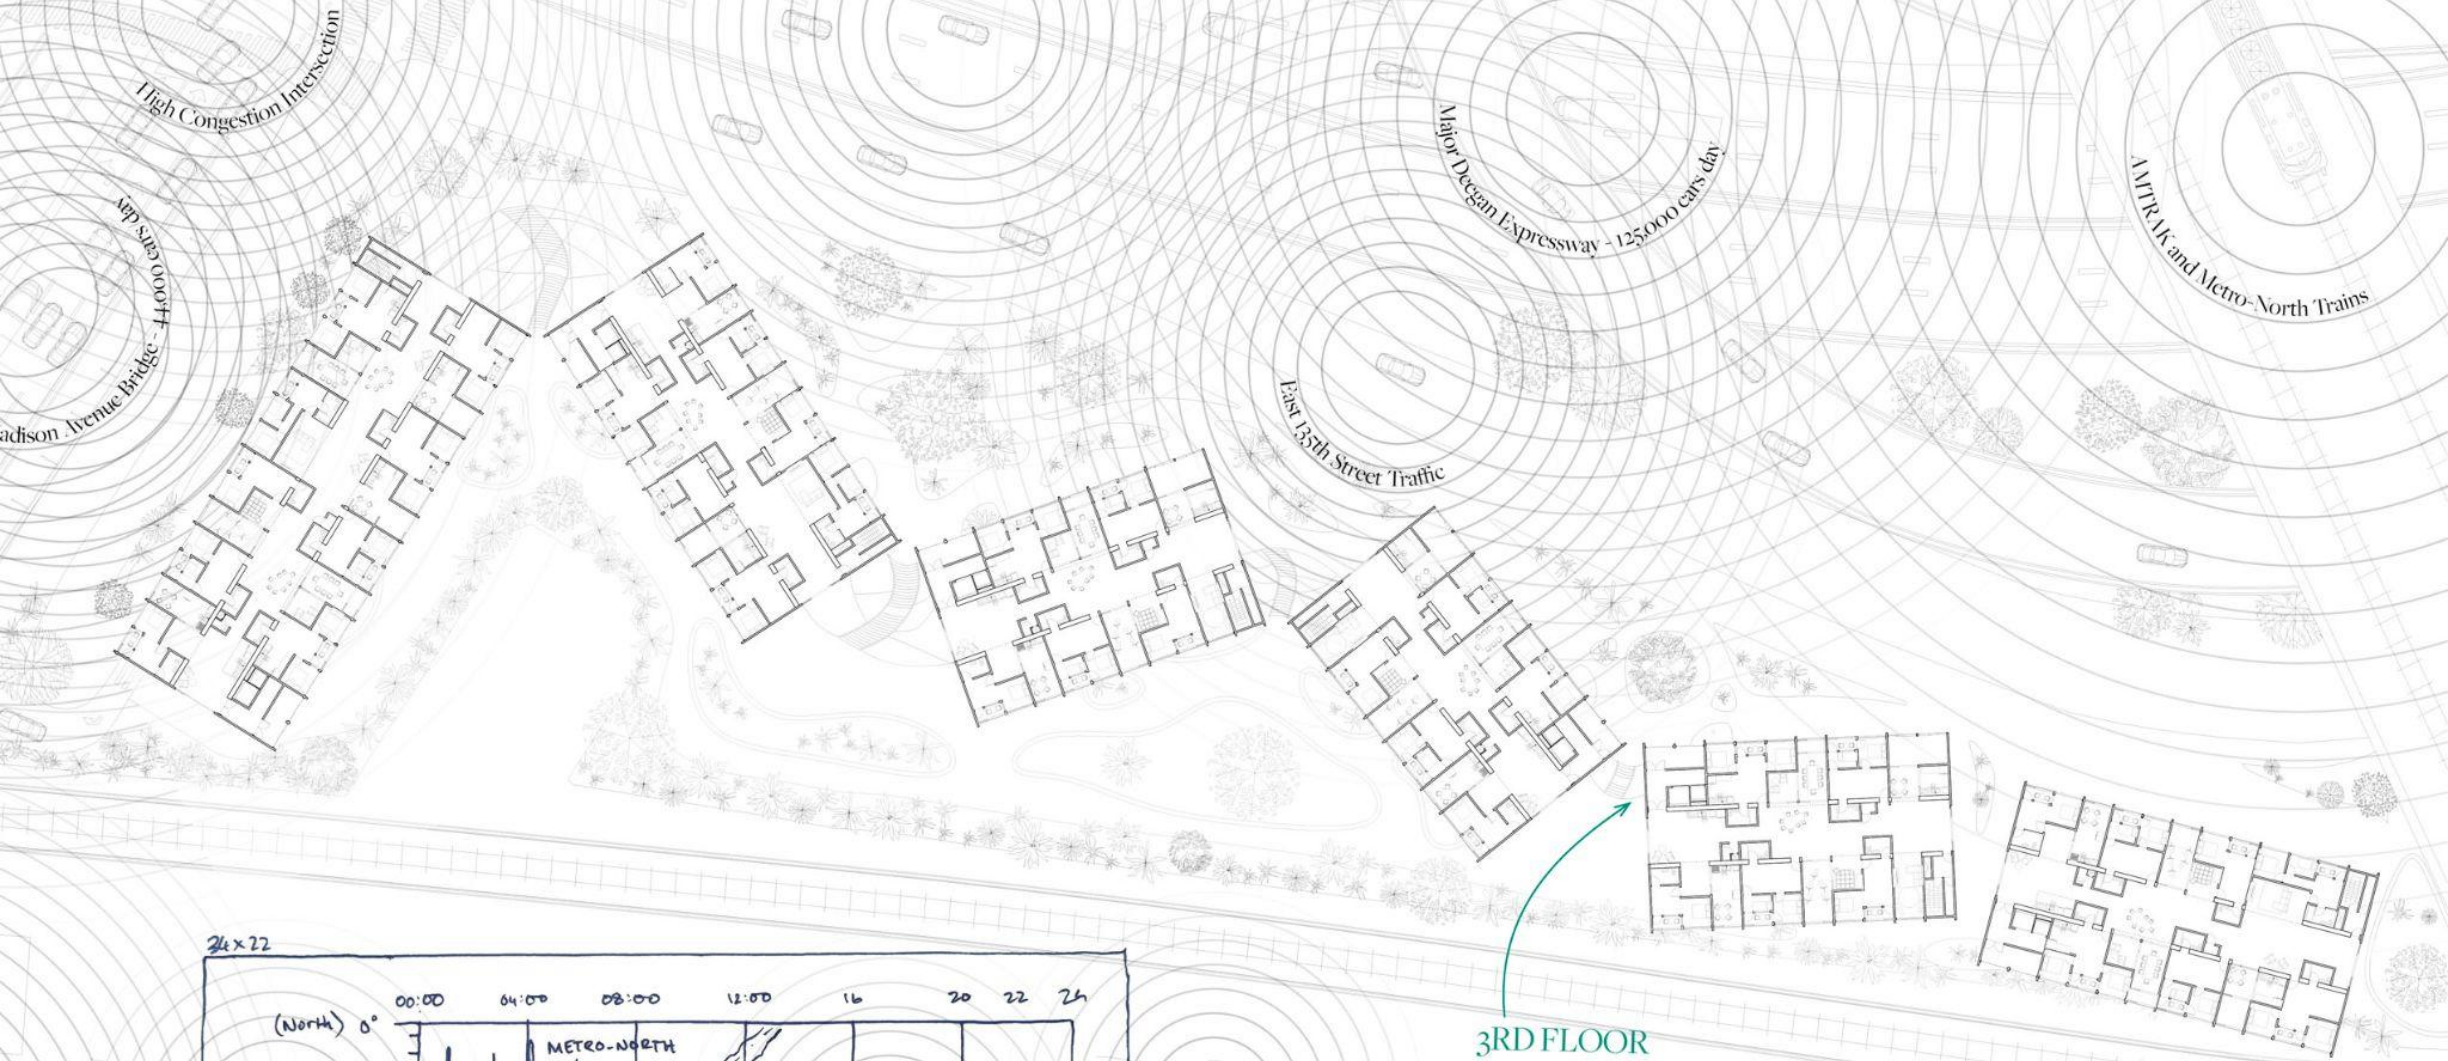 High Congestion Intersection
adison Avenue Bridge - 44,000 cars day
Major Deegan Expressway - 125,000 cars day
AMTRAK and Metro-North Trains
East 135th Street Traffic
34x22
00:00 04:00 08:00 12:00 16 20 22 24
(North) 0°
METRO-NORTH
3RD FLOOR